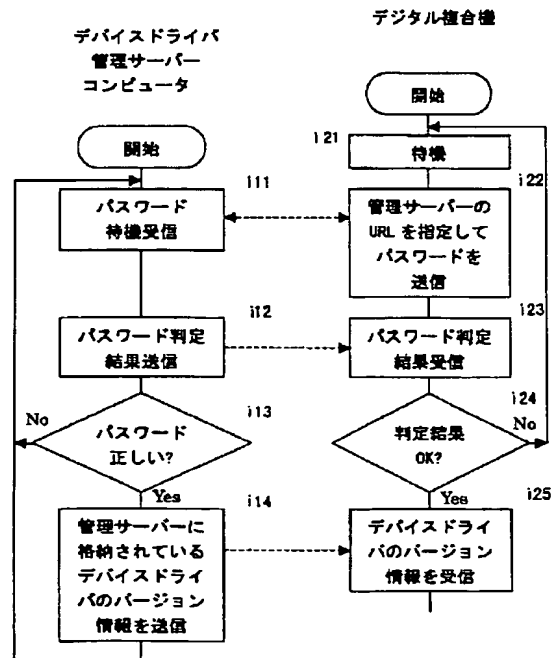 デバイスドライバ
管理サーバー
コンピュータ
開始
i11
パスワード
待機受信
i12
パスワード判定
結果送信
i13
No
パスワード
正しい?
Yes
i14
管理サーバーに
格納されている
デバイスドライ
バのバージョン
情報を送信
デジタル複合機
開始
i21
待機
i22
管理サーバーの
URLを指定して
パスワードを
送信
i23
パスワード判定
結果受信
i24
No
判定結果
OK?
Yes
i25
デバイスドライ
バのバージョン
情報を受信